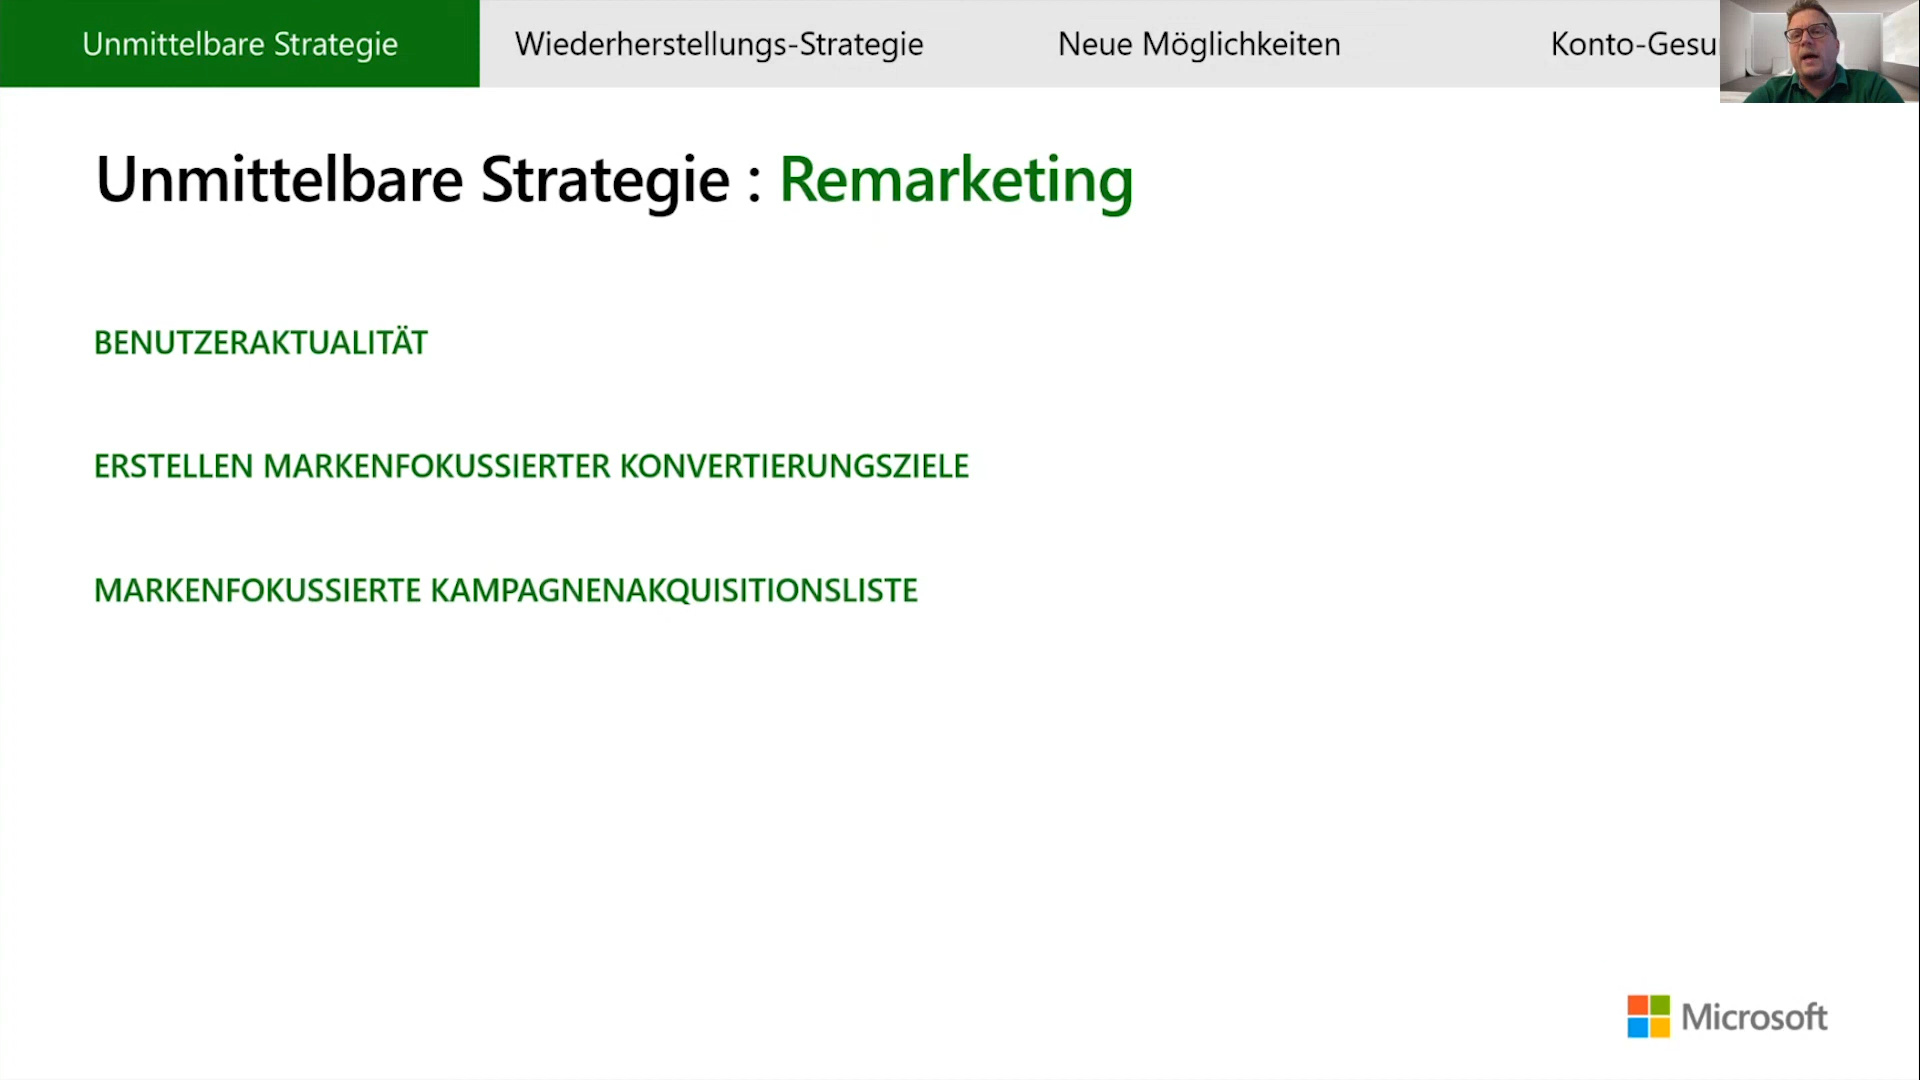 Unmittelbare Strategie
Wiederherstellungs-Strategie
Neue Möglichkeiten
Konto-Gesu
Unmittelbare Strategie : Remarketing
BENUTZERAKTUALITÄT
ERSTELLEN MARKENFOKUSSIERTER KONVERTIERUNGSZIELE
MARKENFOKUSSIERTE KAMPAGNENAKQUISITIONSLISTE
Microsoft